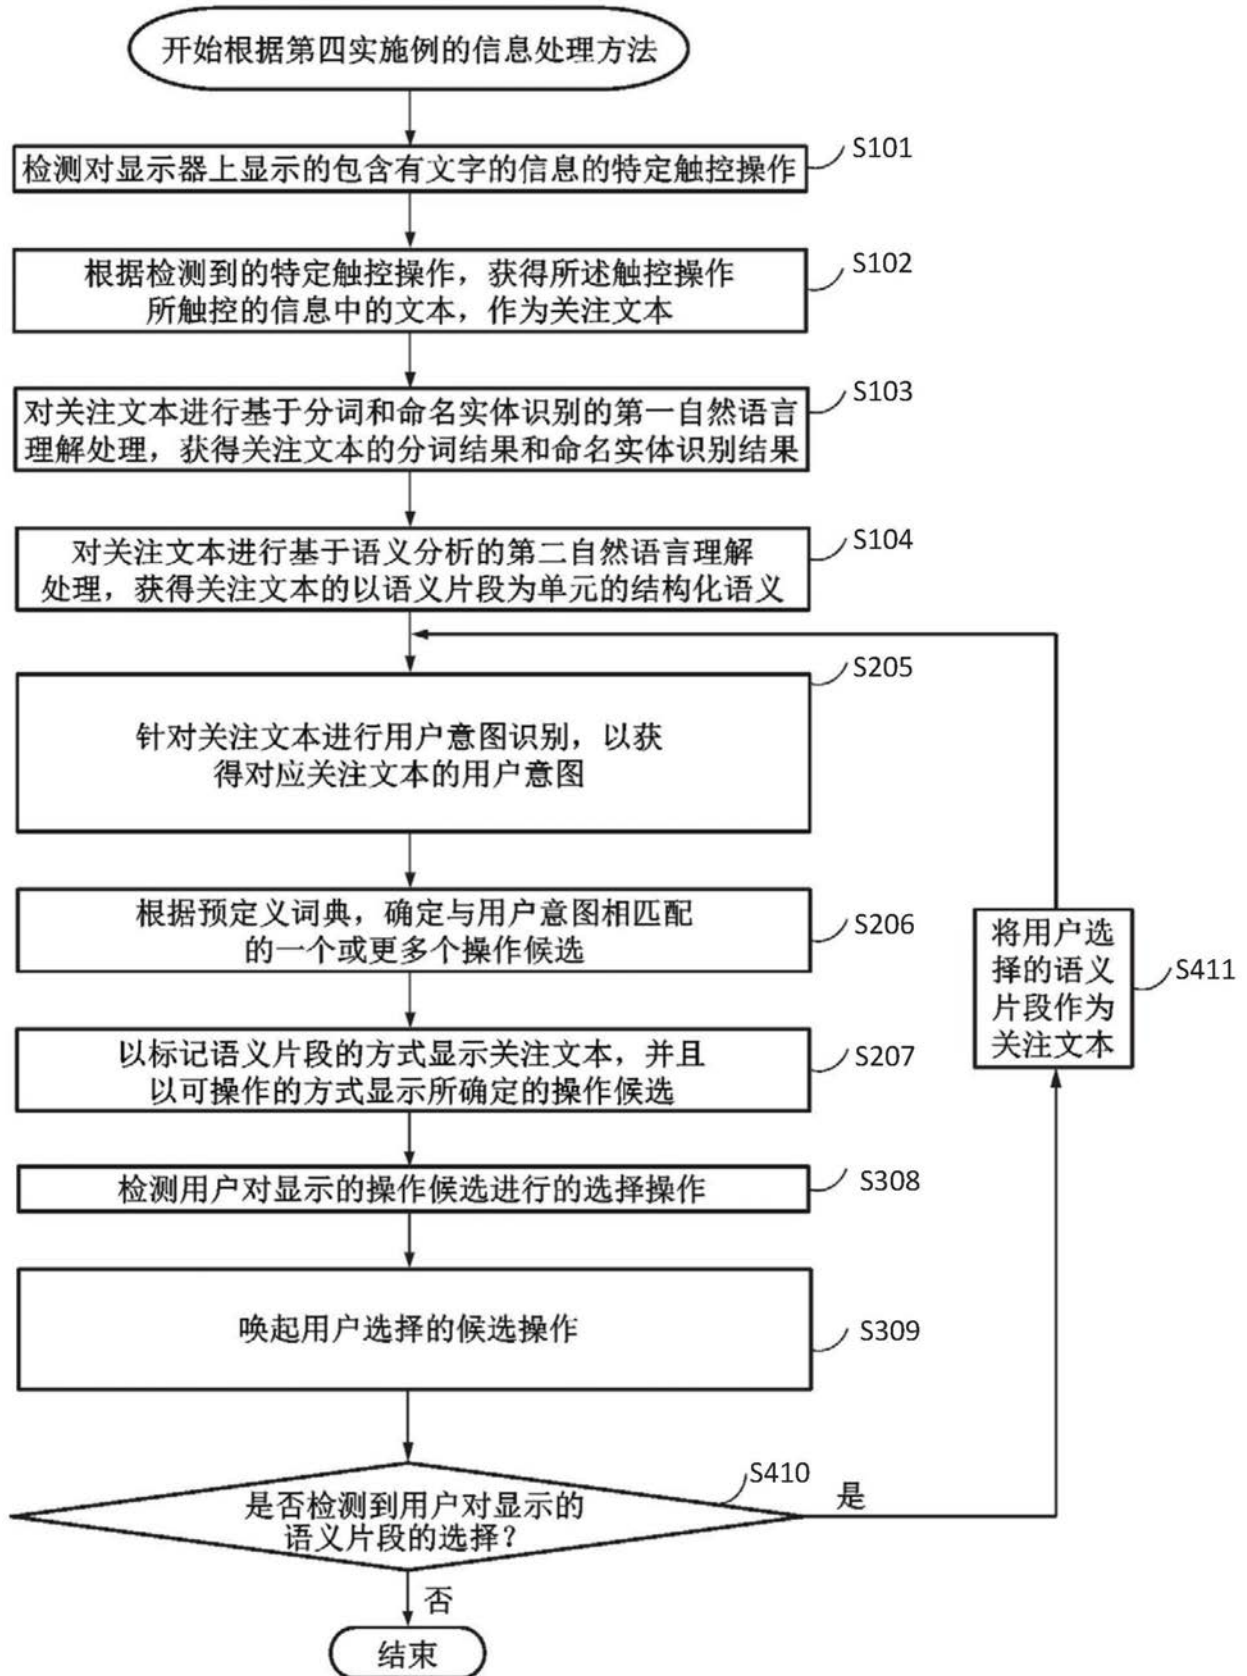 开始根据第四实施例的信息处理方法
检测对显示器上显示的包含有文字的信息的特定触控操作
S101
根据检测到的特定触控操作，获得所述触控操作
所触控的信息中的文本，作为关注文本
S102
对关注文本进行基于分词和命名实体识别的第一自然语言
理解处理，获得关注文本的分词结果和命名实体识别结果
S103
对关注文本进行基于语义分析的第二自然语言理解
处理，获得关注文本的以语义片段为单元的结构化语义
S104
针对关注文本进行用户意图识别，以获
得对应关注文本的用户意图
S205
根据预定义词典，确定与用户意图相匹配
的一个或更多个操作候选
S206
将用户选
择的语义
片段作为
关注文本
S411
以标记语义片段的方式显示关注文本，并且
以可操作的方式显示所确定的操作候选
S207
检测用户对显示的操作候选进行的选择操作
S308
唤起用户选择的候选操作
S309
是否检测到用户对显示的
语义片段的选择？
S410
是
否
结束